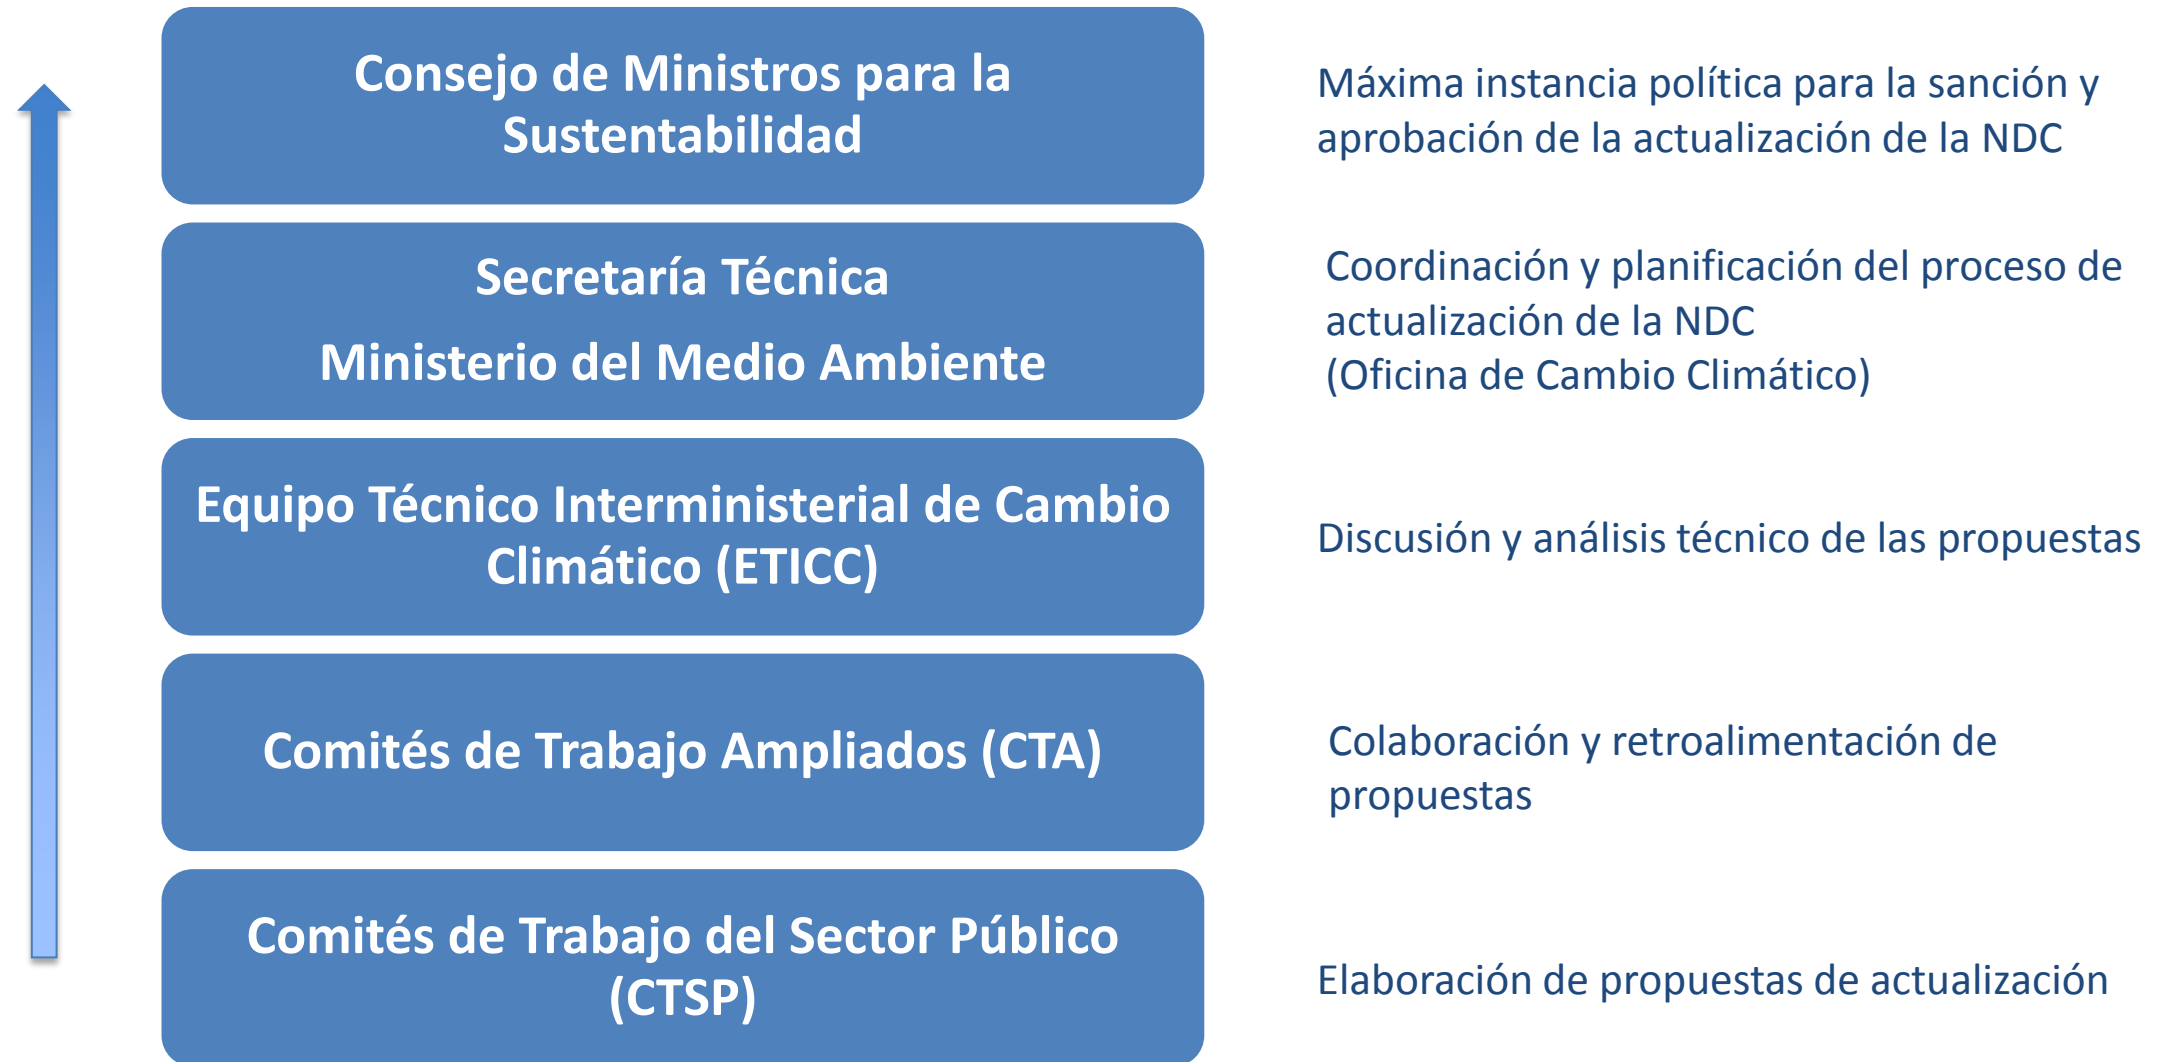 Consejo de Ministros para la
Sustentabilidad
Máxima instancia política para la sanción y
aprobación de la actualización de la NDC
Secretaría Técnica
Ministerio del Medio Ambiente
Coordinación y planificación del proceso de
actualización de la NDC
(Oficina de Cambio Climático)
Equipo Técnico Interministerial de Cambio
Climático (ETICC)
Discusión y análisis técnico de las propuestas
Comités de Trabajo Ampliados (CTA)
Colaboración y retroalimentación de
propuestas
Comités de Trabajo del Sector Público
(CTSP)
Elaboración de propuestas de actualización